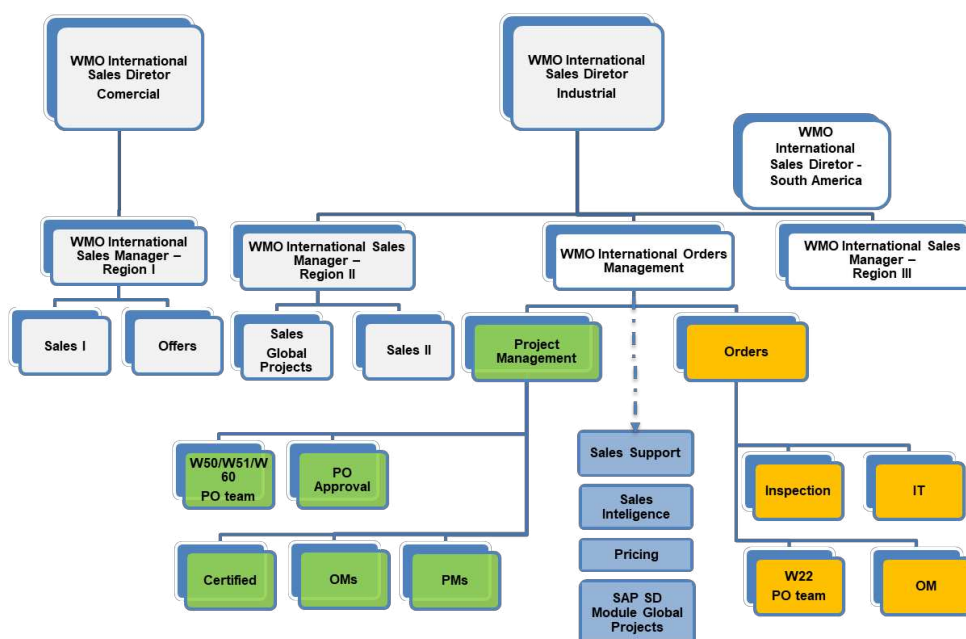 WMO International
Sales Diretor
Comercial
WMO International
Sales Diretor
Industrial
WMO
International
Sales Diretor -
South America
WMO International
Sales Manager –
Region I
WMO International Sales
Manager –
Region II
WMO International Orders
Management
WMO International Sales
Manager –
Region III
Sales I
Offers
Sales
Global
Projects
Sales II
Project
Management
Orders
W50/W51/W
60
PO team
PO
Approval
Sales Support
Inspection
IT
Sales
Inteligence
Pricing
Certified
OMs
PMs
SAP SD
Module Global
Projects
W22
PO team
OM